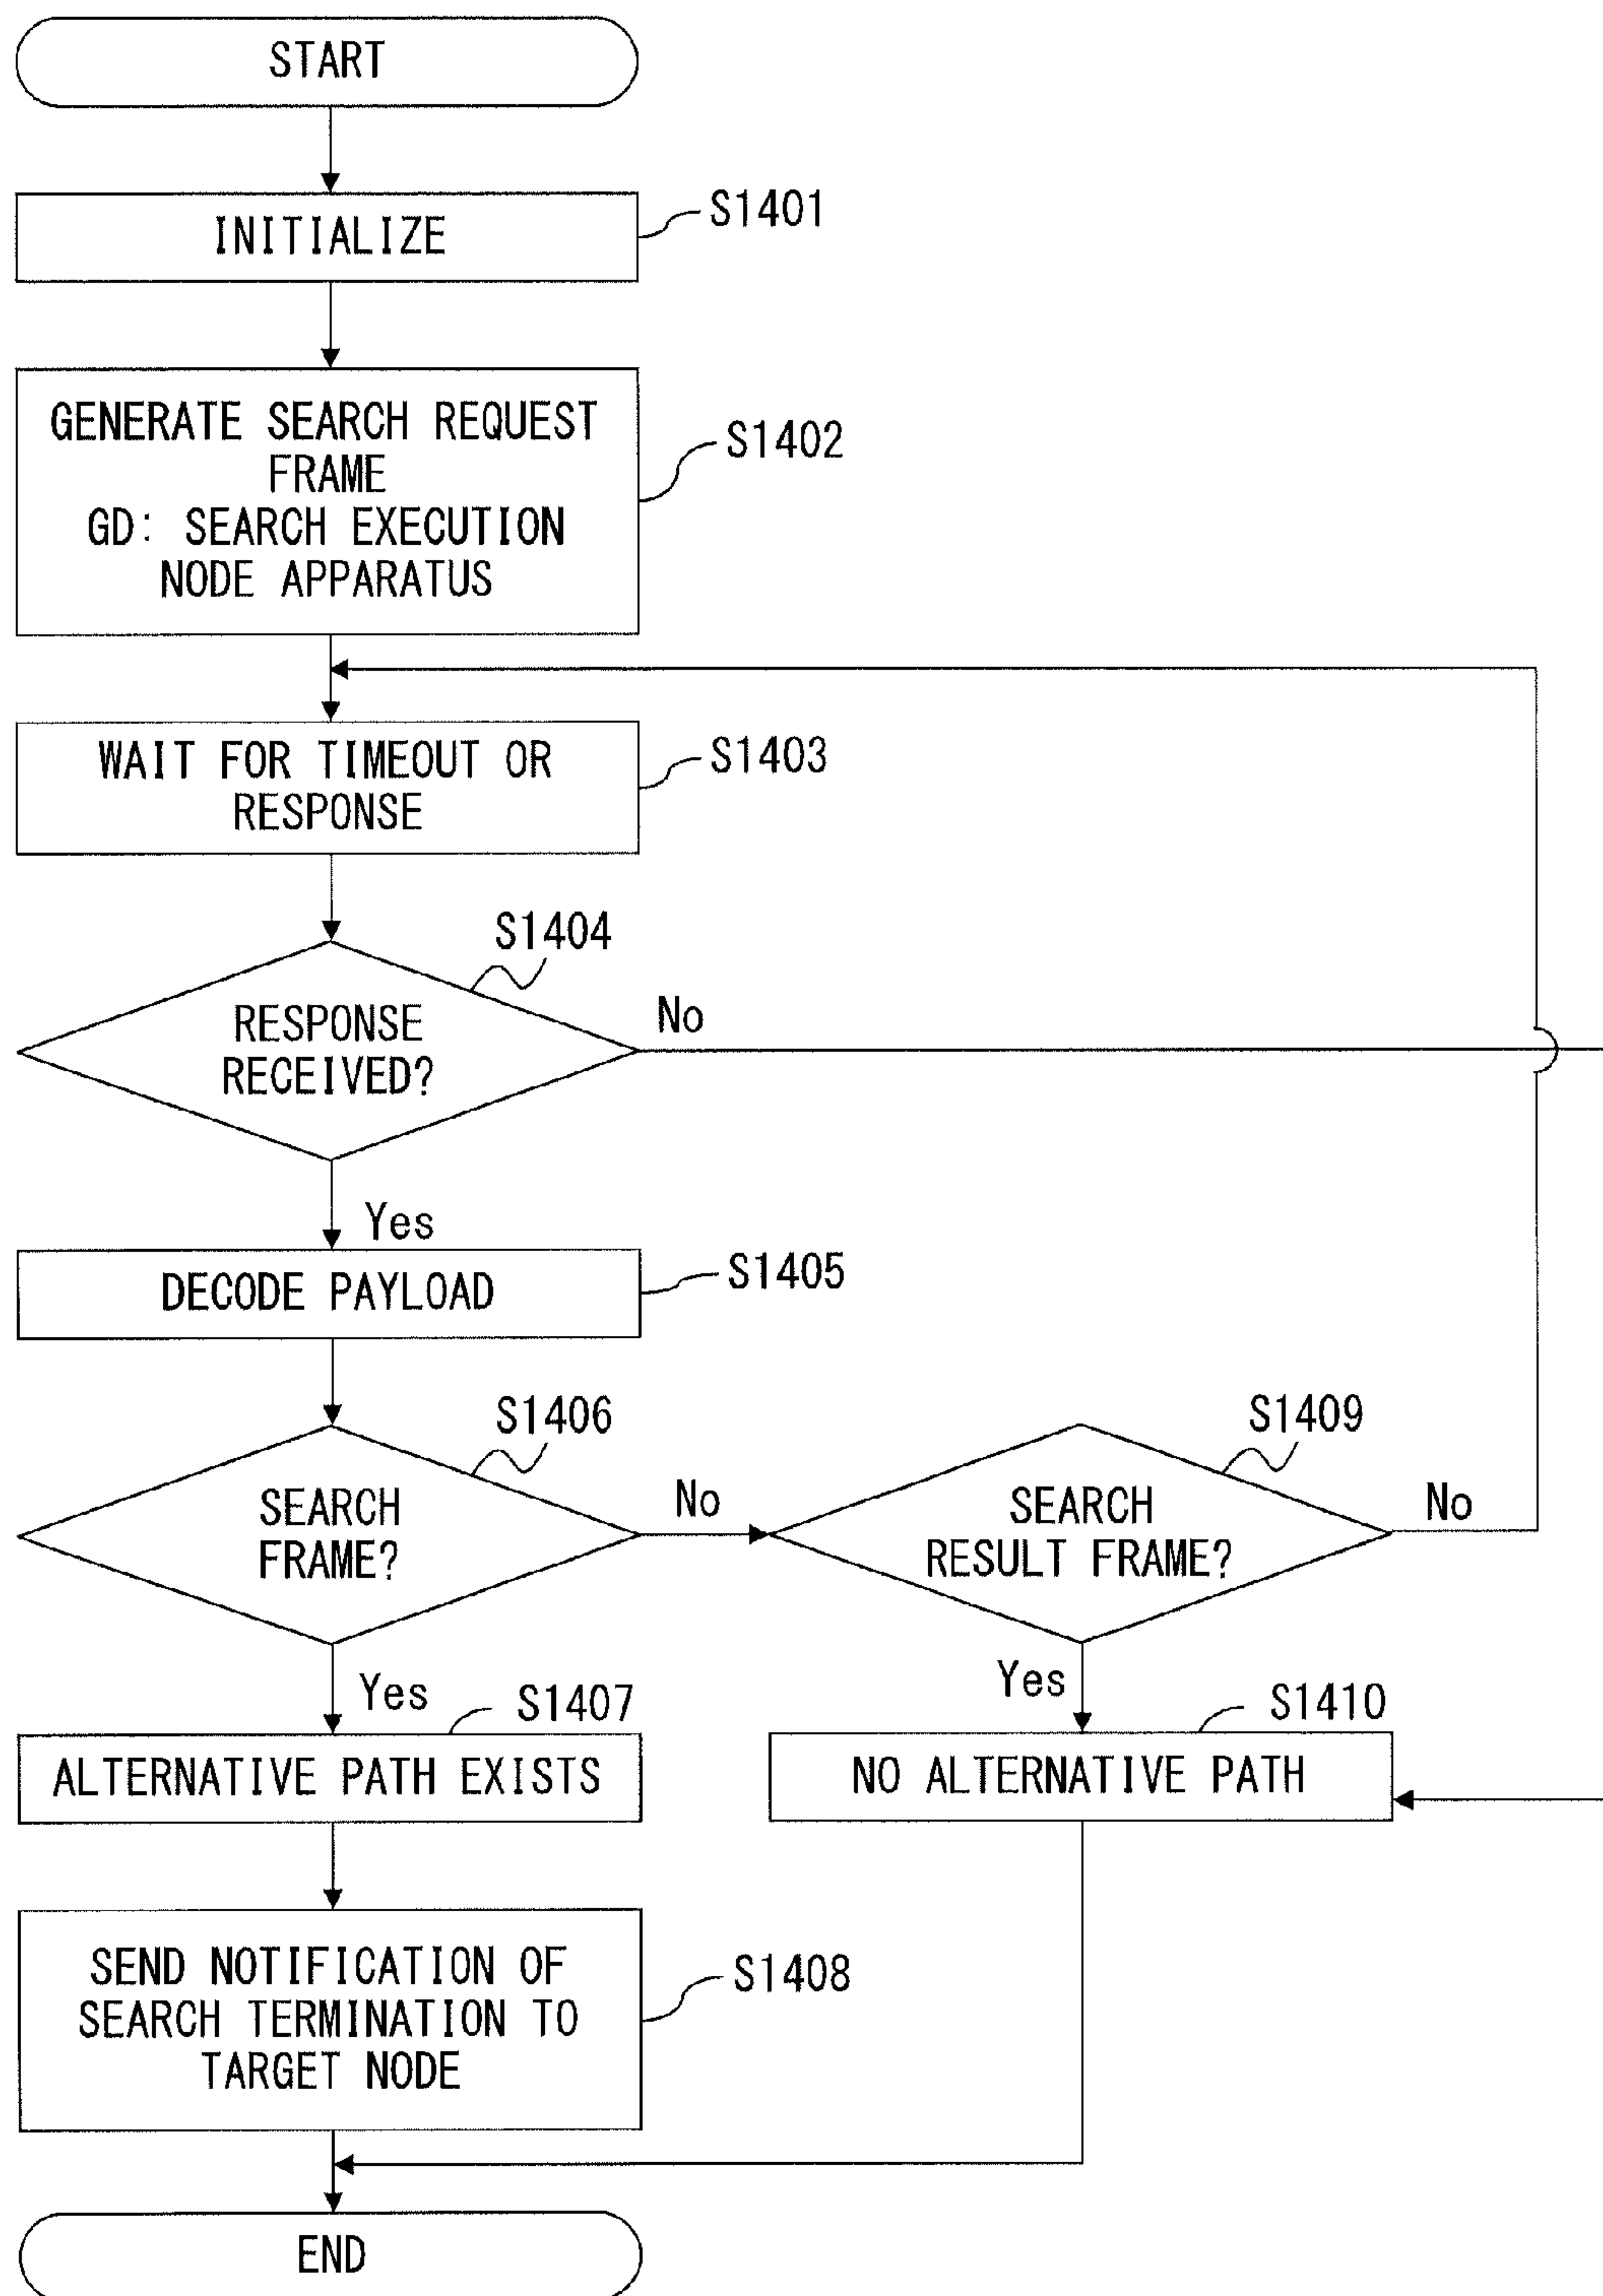 START
INITIALIZE
S1401
GENERATE SEARCH REQUEST
FRAME
GD: SEARCH EXECUTION
NODE APPARATUS
S1402
WAIT FOR TIMEOUT OR
RESPONSE
S1403
S1404
RESPONSE
RECEIVED?
No
Yes
DECODE PAYLOAD
S1405
S1406
SEARCH
FRAME?
No
S1409
SEARCH
RESULT FRAME?
No
Yes
S1407
ALTERNATIVE PATH EXISTS
Yes
S1410
NO ALTERNATIVE PATH
SEND NOTIFICATION OF
SEARCH TERMINATION TO
TARGET NODE
S1408
END